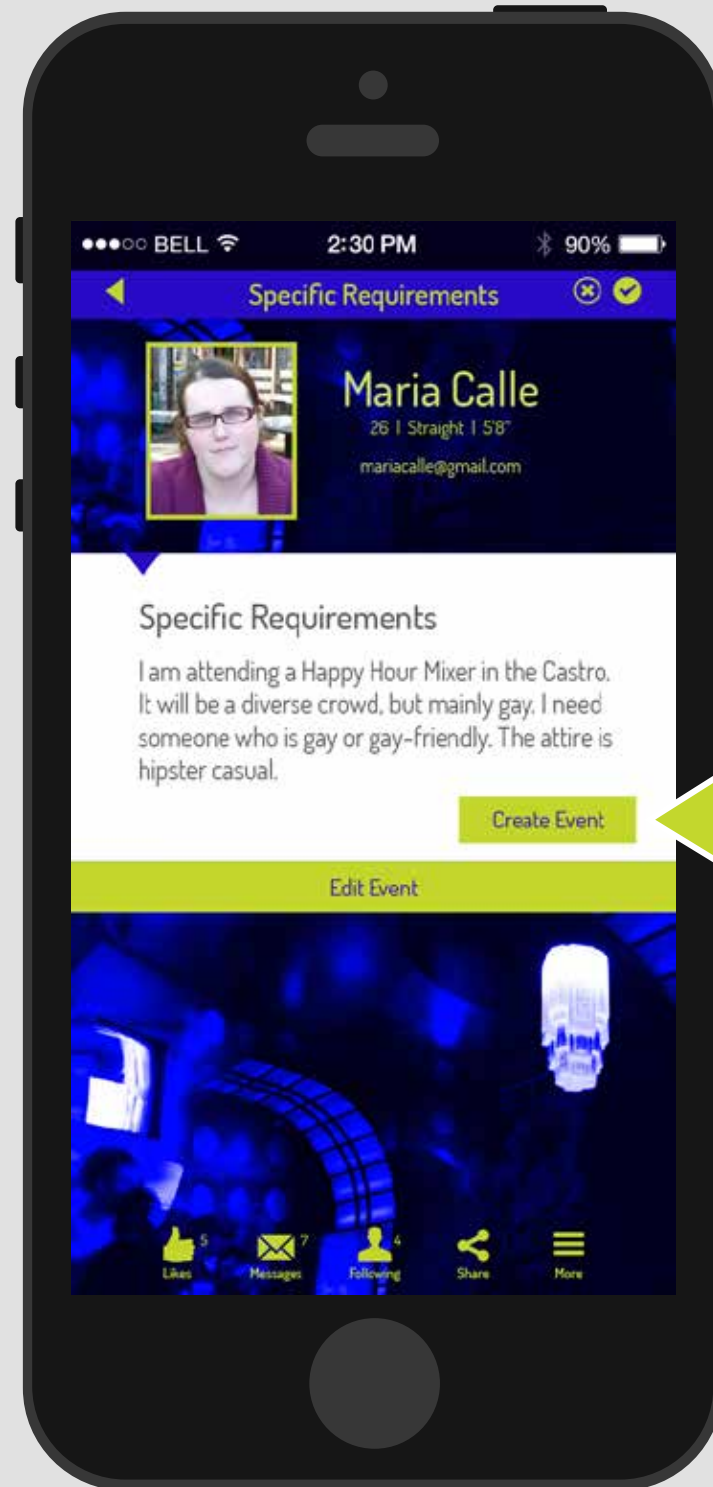 BELL 2:30 PM 90%
Specific Requirements
Maria Calle
26 | Straight | 5'8"
mariacalle@gmail.com
Specific Requirements
I am attending a Happy Hour Mixer in the Castro.
It will be a diverse crowd, but mainly gay. I need
someone who is gay or gay-friendly. The attire is
hipster casual.
Create Event
Edit Event
5 7 4
Likes Messages Following Share More